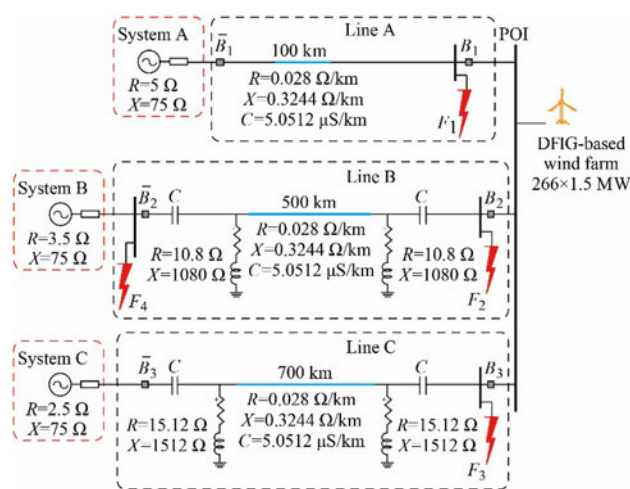 System A
R=5 Ω
X=75 Ω
B̄1
100 km
Line A
R=0.028 Ω/km
X=0.3244 Ω/km
C=5.0512 μS/km
B1
F1
POI
DFIG-based
wind farm
266×1.5 MW
System B
R=3.5 Ω
X=75 Ω
B̄2
C
Line B
500 km
C
B2
R=10.8 Ω
X=1080 Ω
R=0.028 Ω/km
X=0.3244 Ω/km
C=5.0512 μS/km
R=10.8 Ω
X=1080 Ω
F4
F2
System C
R=2.5 Ω
X=75 Ω
B̄3
C
Line C
700 km
C
B3
R=15.12 Ω
X=1512 Ω
R=0.028 Ω/km
X=0.3244 Ω/km
C=5.0512 μS/km
R=15.12 Ω
X=1512 Ω
F3